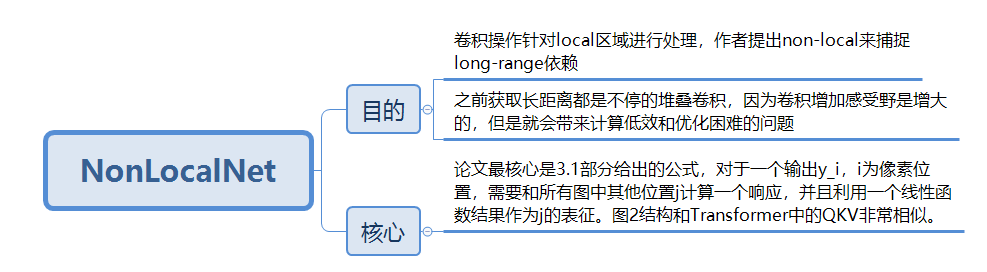 NonLocalNet
目的
卷积操作针对local区域进行处理，作者提出non-local来捕捉
long-range依赖
之前获取长距离都是不停的堆叠卷积，因为卷积增加感受野是增大
的，但是就会带来计算低效和优化困难的问题
核心
论文最核心是3.1部分给出的公式，对于一个输出y_i，i为像素位
置，需要和所有图中其他位置j计算一个响应，并且利用一个线性函
数结果作为j的表征。图2结构和Transformer中的QKV非常相似。